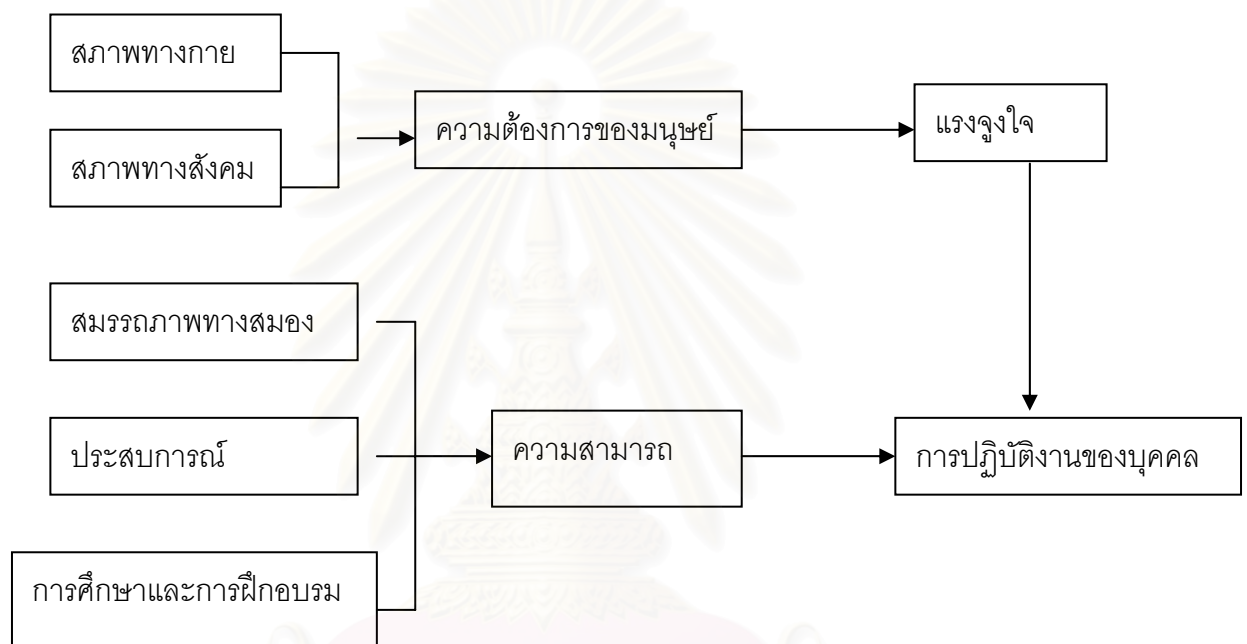 สภาพทางกาย
ความต้องการของมนุษย์
แรงจูงใจ
สภาพทางสังคม
สมรรถภาพทางสมอง
ประสบการณ์
ความสามารถ
การปฏิบัติงานของบุคคล
การศึกษาและการฝึกอบรม